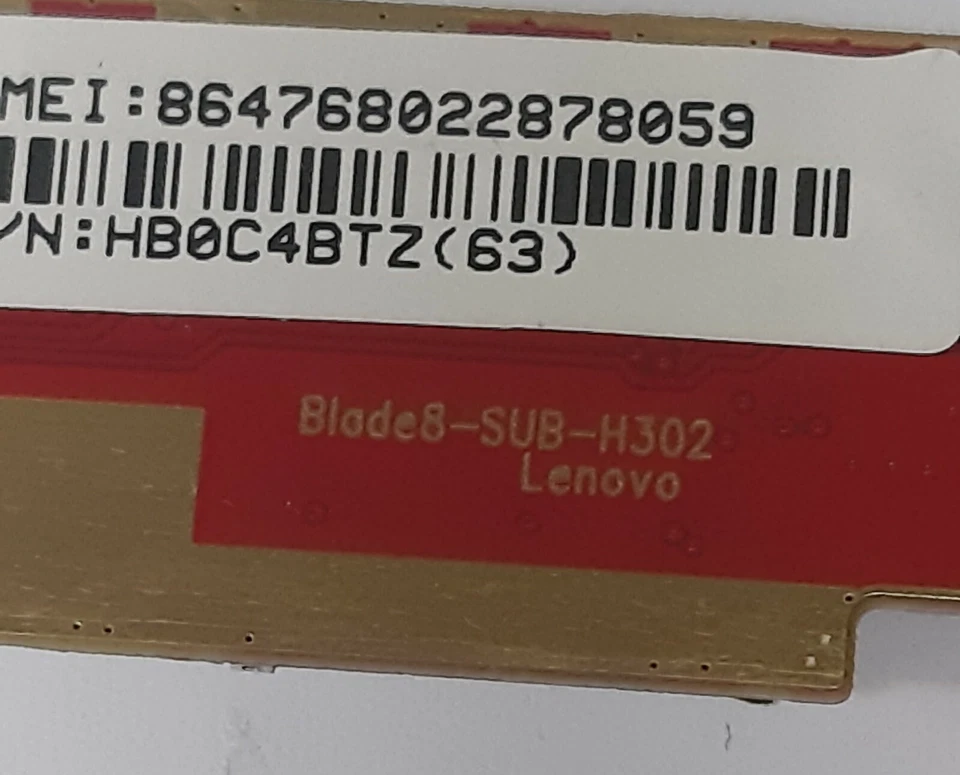 MEI:864768022878059
/N:HB0C4BTZ(63)
Blade8-SUB-H302
Lenovo